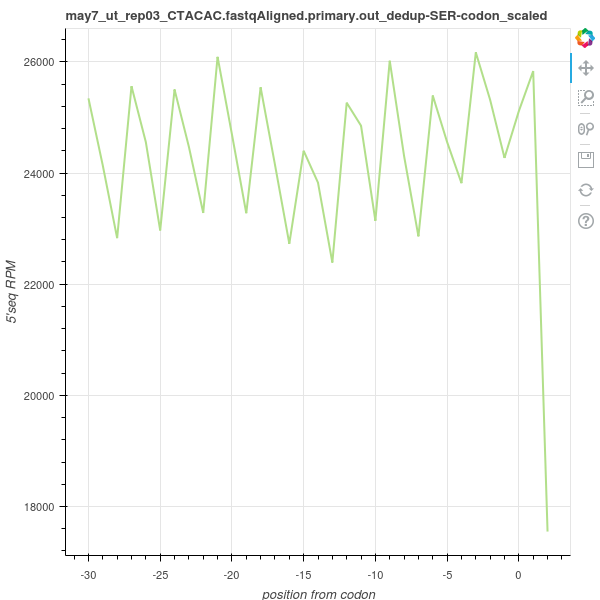 may7_ut_rep03_CTACAC.fastqAligned.primary.out_dedup-SER-codon_scaled
26000
24000
22000
20000
18000
5'seq RPM
-30 -25 -20 -15 -10 -5 0
position from codon